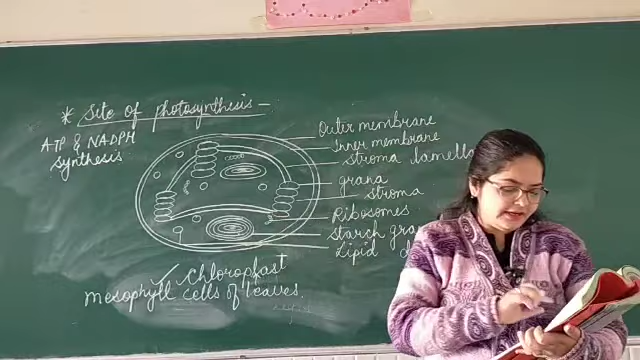 * Site of photosynthesis -
ATP & NADPH
synthesis
Outer membrane
Inner membrane
stroma lamella
grana
stroma
Ribosomes
Starch
Lipid
Chloroplast
Mesophyll cells of leaves.